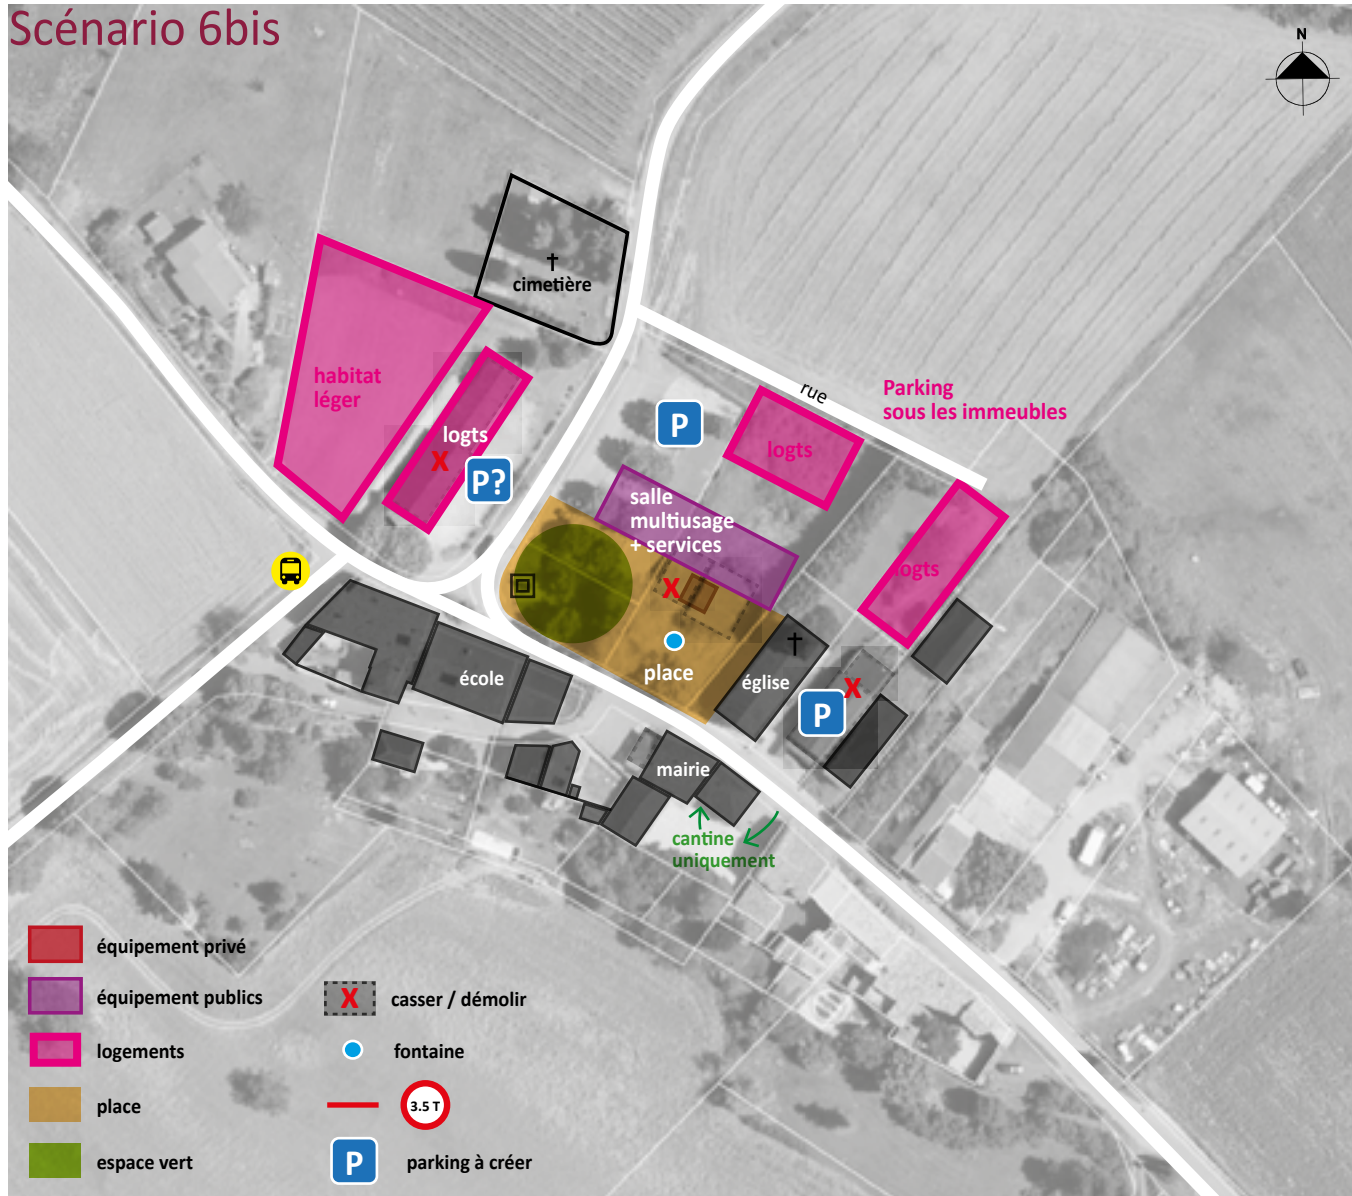 Scénario 6bis
N
†
cimetière
habitat
léger
rue
Parking
sous les immeubles
P
logts
logts
X
P?
salle
multiusage
+ services
logts
X
place
†
école
église
X
P
mairie
cantine
uniquement
équipement privé
équipement publics
X casser / démolir
logements
fontaine
place
3.5 T
espace vert
P parking à créer